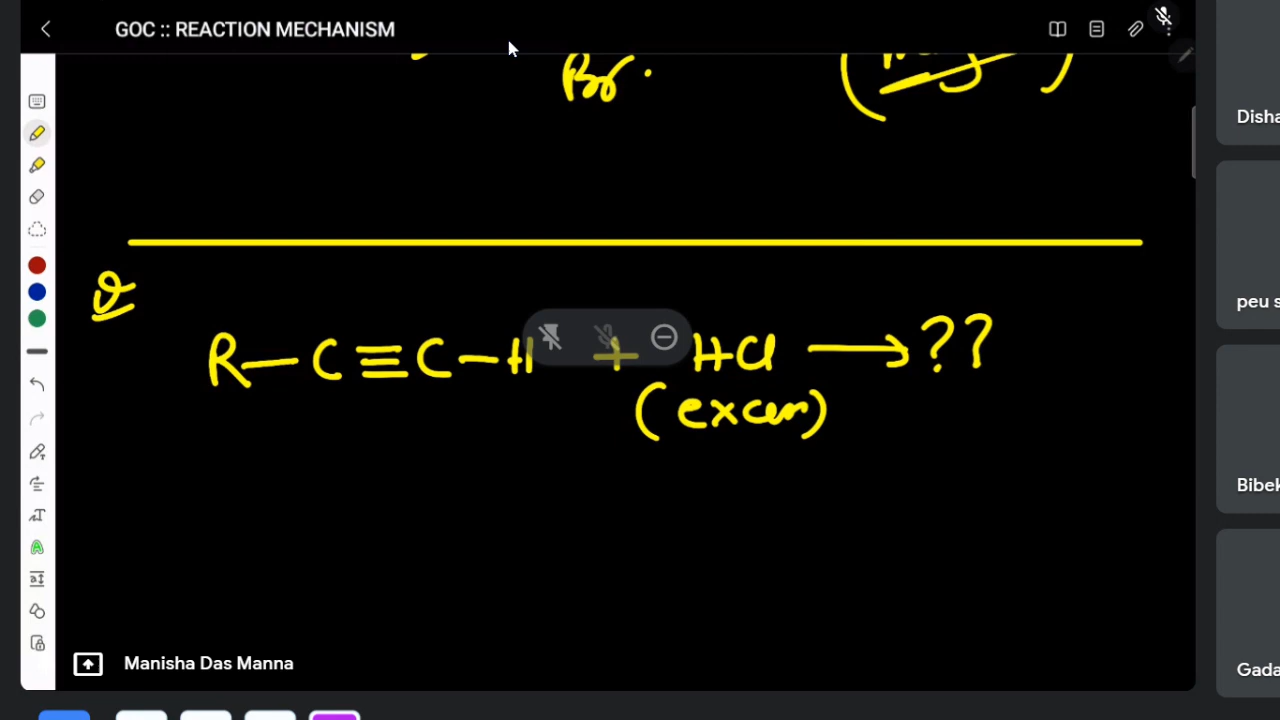 GOC :: REACTION MECHANISM
Br
Disha
Q
R—C≡C—H + HCl ⟶ ??
(excess)
peu s
Bibek
Gada
Manisha Das Manna